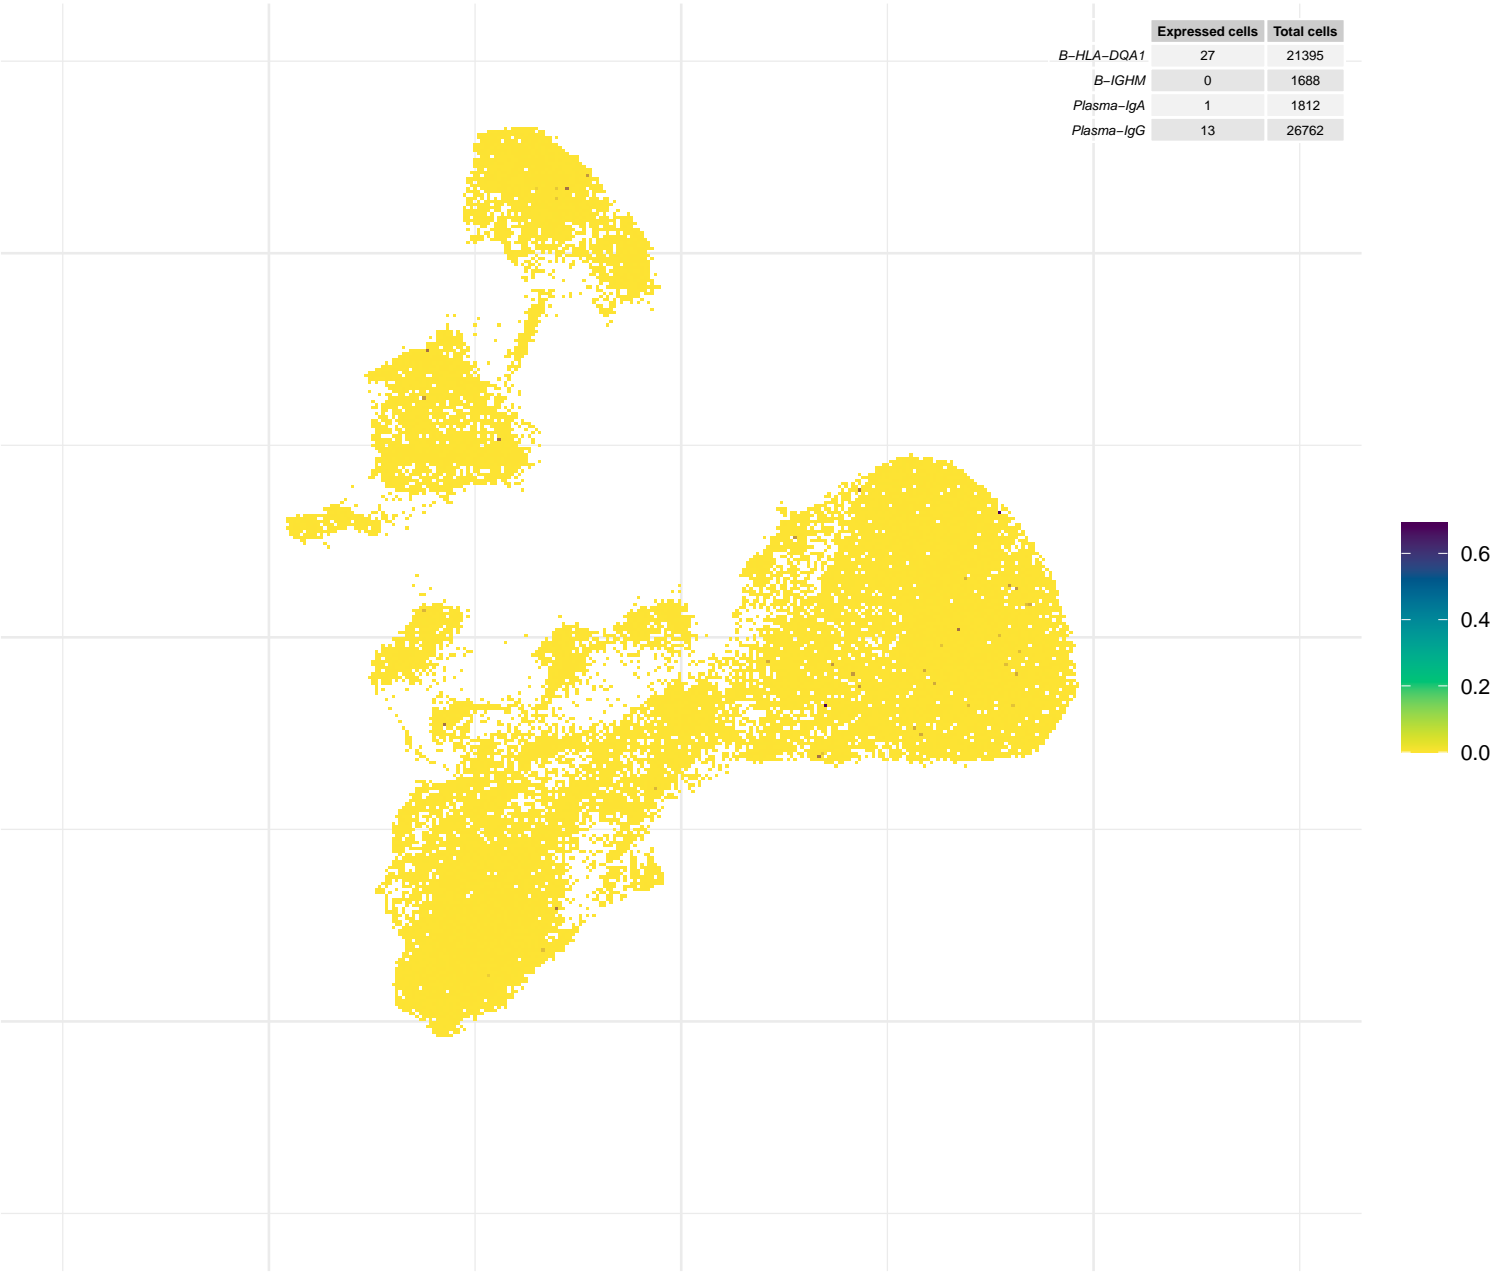 Expressed cells Total cells
B−HLA−DQA1 27 21395
B−IGHM 0 1688
Plasma−IgA 1 1812
Plasma−IgG 13 26762
0.6
0.4
0.2
0.0